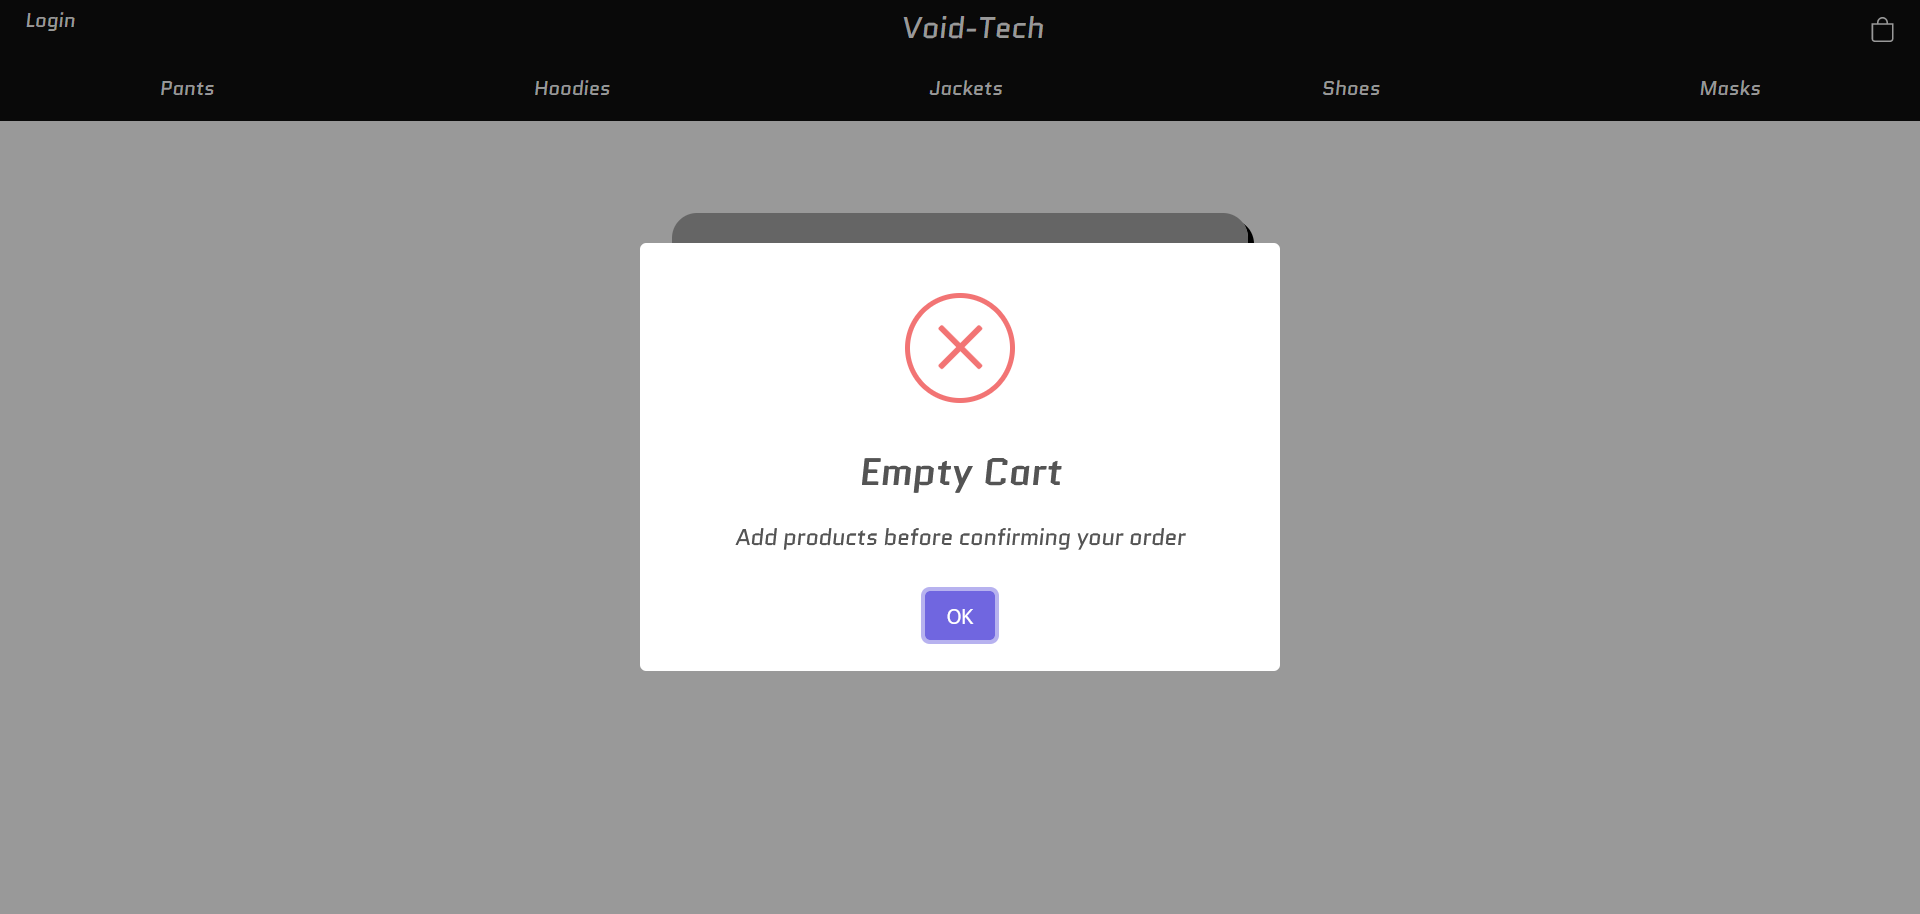 Login
Void-Tech
Pants
Hoodies
Jackets
Shoes
Masks
Empty Cart
Add products before confirming your order
OK